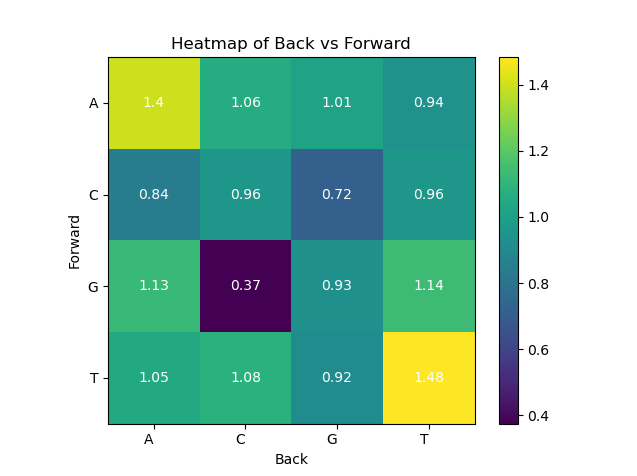 Heatmap of Back vs Forward
A 1.4 1.06 1.01 0.94
C 0.84 0.96 0.72 0.96
G 1.13 0.37 0.93 1.14
T 1.05 1.08 0.92 1.48
A C G T
Back
Forward
1.4
1.2
1.0
0.8
0.6
0.4